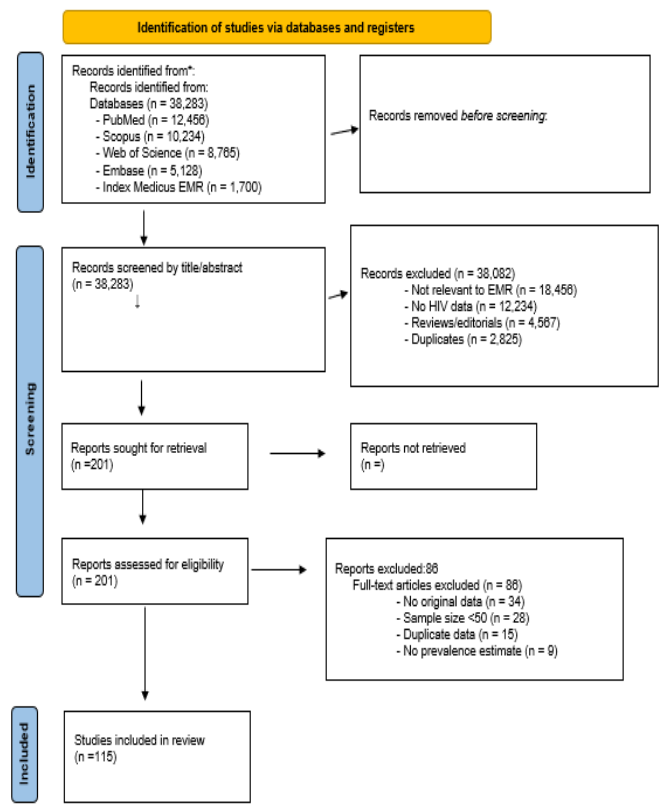 Identification of studies via databases and registers
Identification
Records identified from*:
Records identified from:
Databases (n = 38,283)
- PubMed (n = 12,456)
- Scopus (n = 10,234)
- Web of Science (n = 8,765)
- Embase (n = 5,128)
- Index Medicus EMR (n = 1,700)
Records removed before screening:
Screening
Records screened by title/abstract
(n = 38,283)
↓
Records excluded (n = 38,082)
- Not relevant to EMR (n = 18,456)
- No HIV data (n = 12,234)
- Reviews/editorials (n = 4,567)
- Duplicates (n = 2,825)
Reports sought for retrieval
(n =201)
Reports not retrieved
(n =)
Reports assessed for eligibility
(n = 201)
Reports excluded:86
Full-text articles excluded (n = 86)
- No original data (n = 34)
- Sample size <50 (n = 28)
- Duplicate data (n = 15)
- No prevalence estimate (n = 9)
Included
Studies included in review
(n =115)